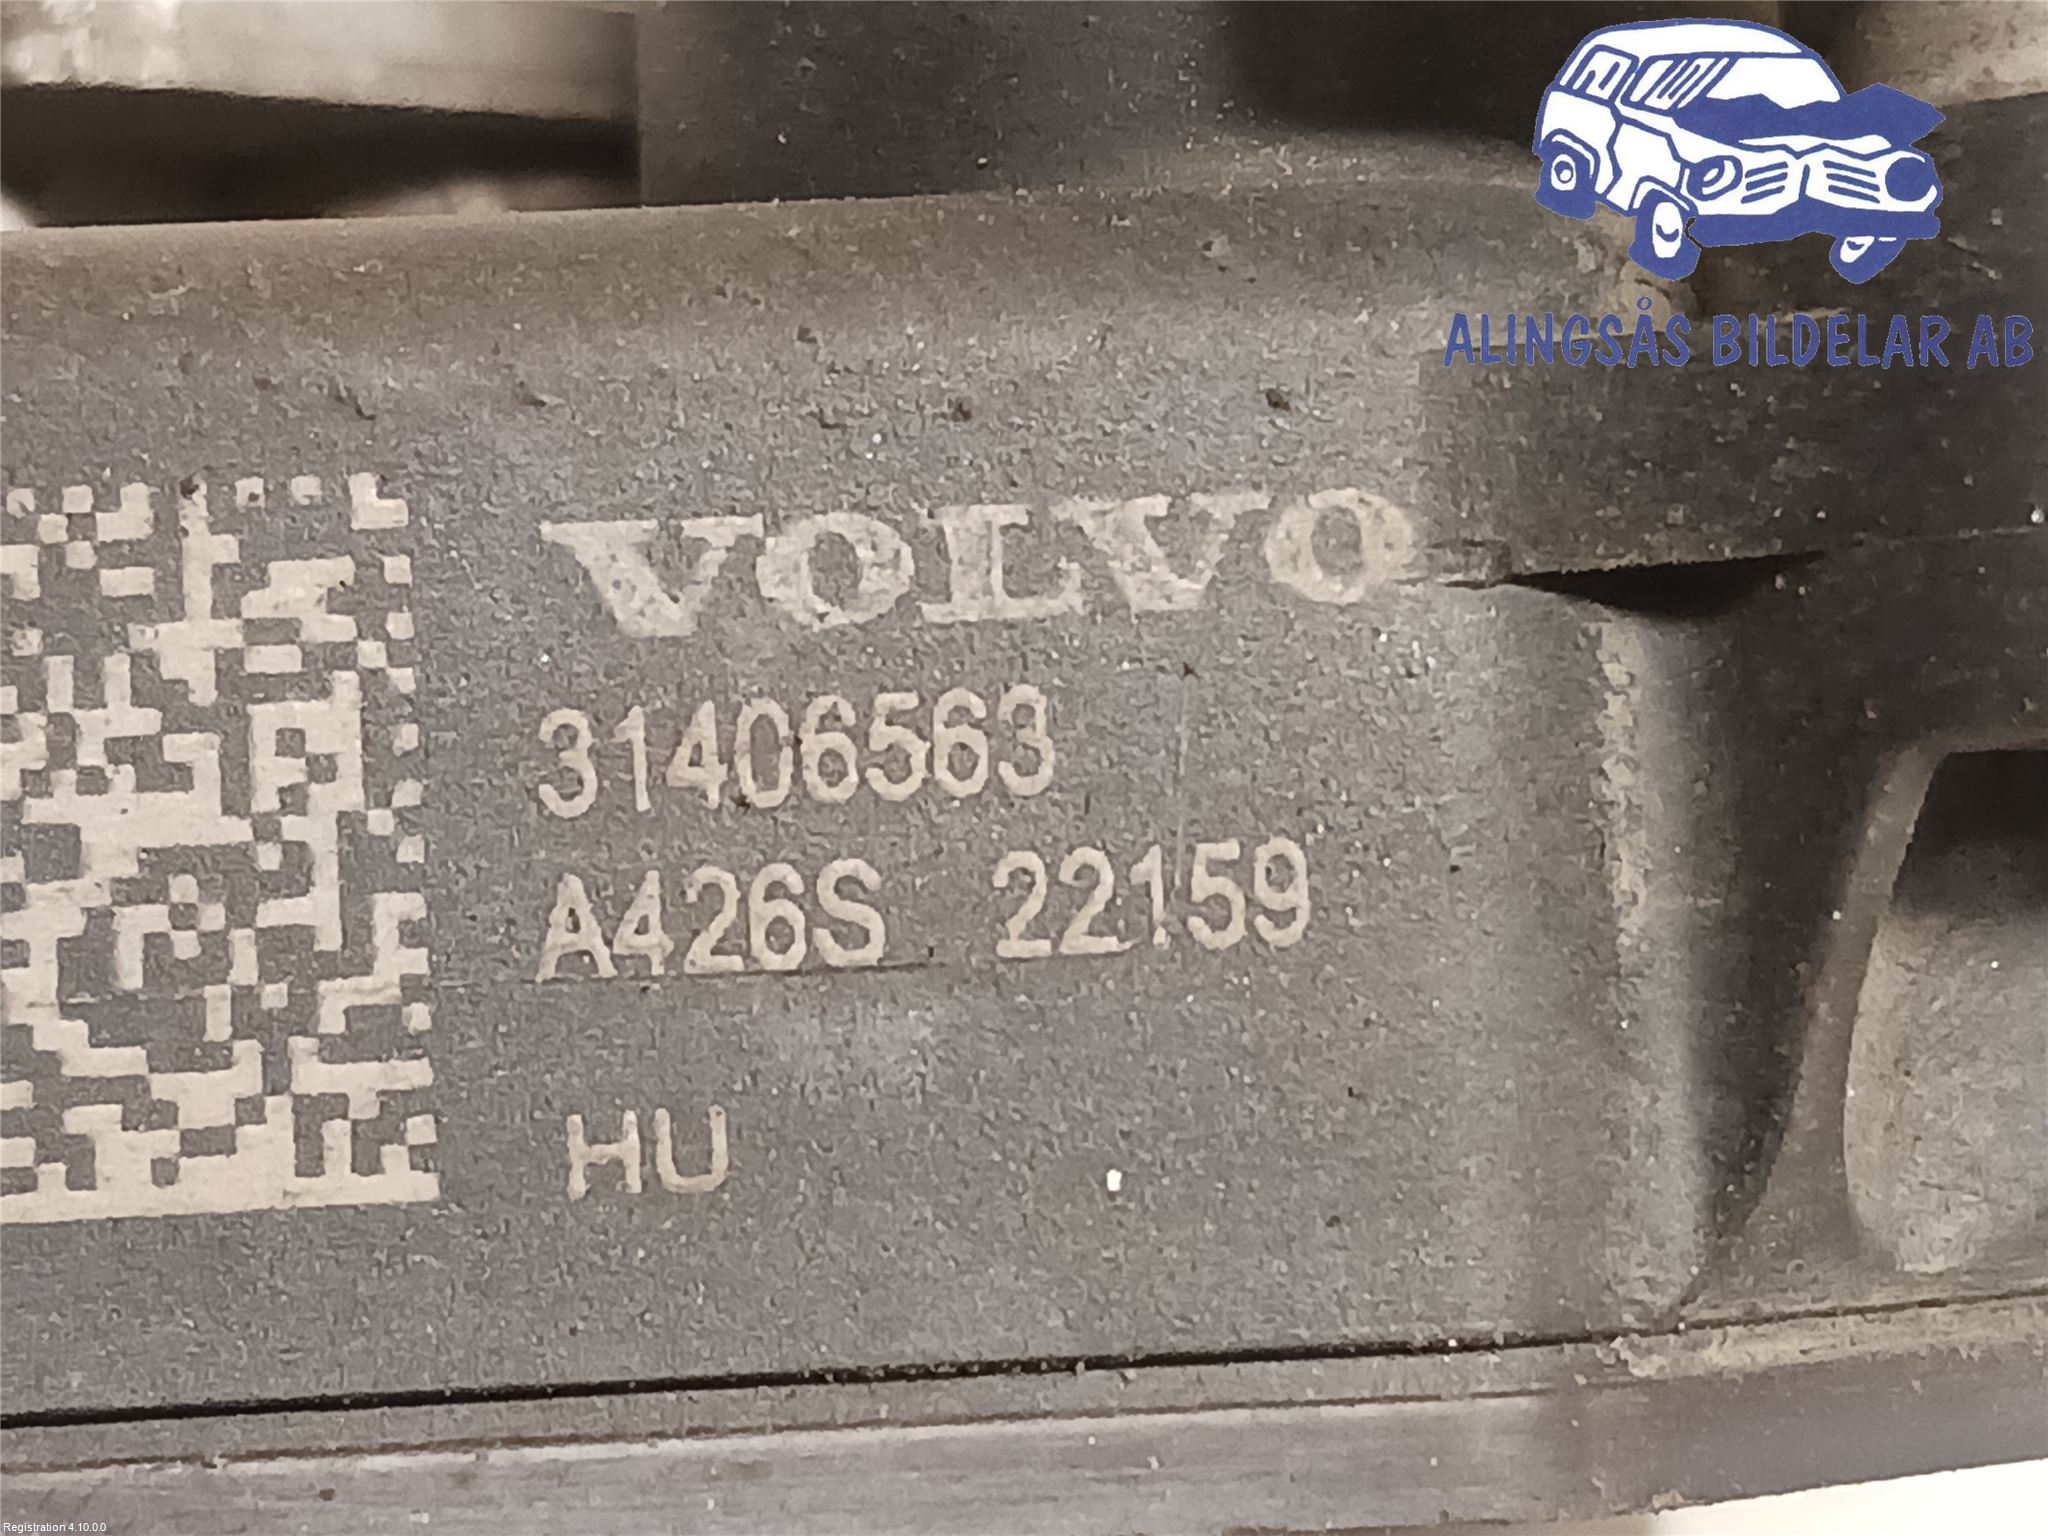 ALINGSÅS BILDELAR AB
VOLVO
31406563
A426S 22159
HU
Registration 4.10.0.0